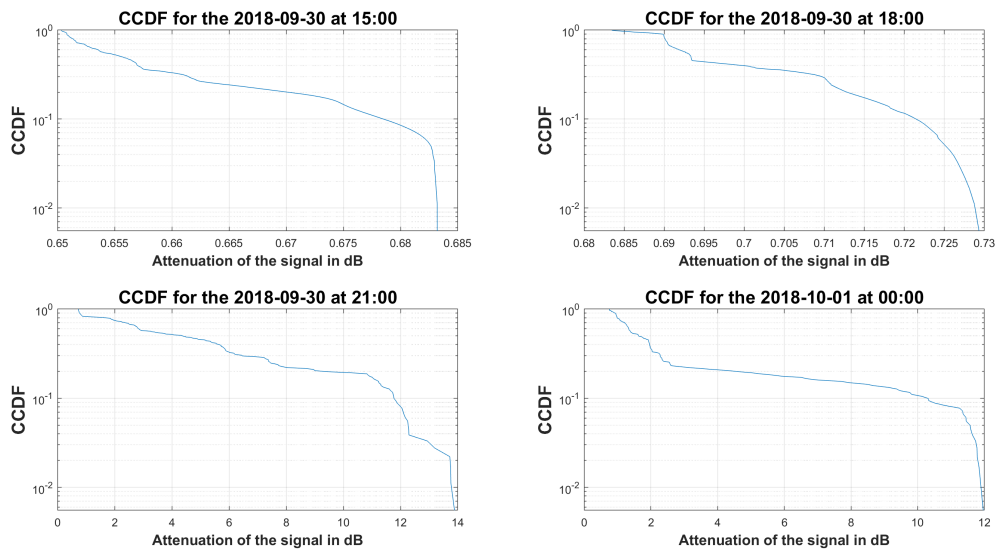 CCDF for the 2018-09-30 at 15:00
10^0
10^-1
10^-2
CCDF
0.65 0.655 0.66 0.665 0.67 0.675 0.68 0.685
Attenuation of the signal in dB
CCDF for the 2018-09-30 at 18:00
10^0
10^-1
10^-2
CCDF
0.68 0.685 0.69 0.695 0.7 0.705 0.71 0.715 0.72 0.725 0.73
Attenuation of the signal in dB
CCDF for the 2018-09-30 at 21:00
10^0
10^-1
10^-2
CCDF
0 2 4 6 8 10 12 14
Attenuation of the signal in dB
CCDF for the 2018-10-01 at 00:00
10^0
10^-1
10^-2
CCDF
0 2 4 6 8 10 12
Attenuation of the signal in dB